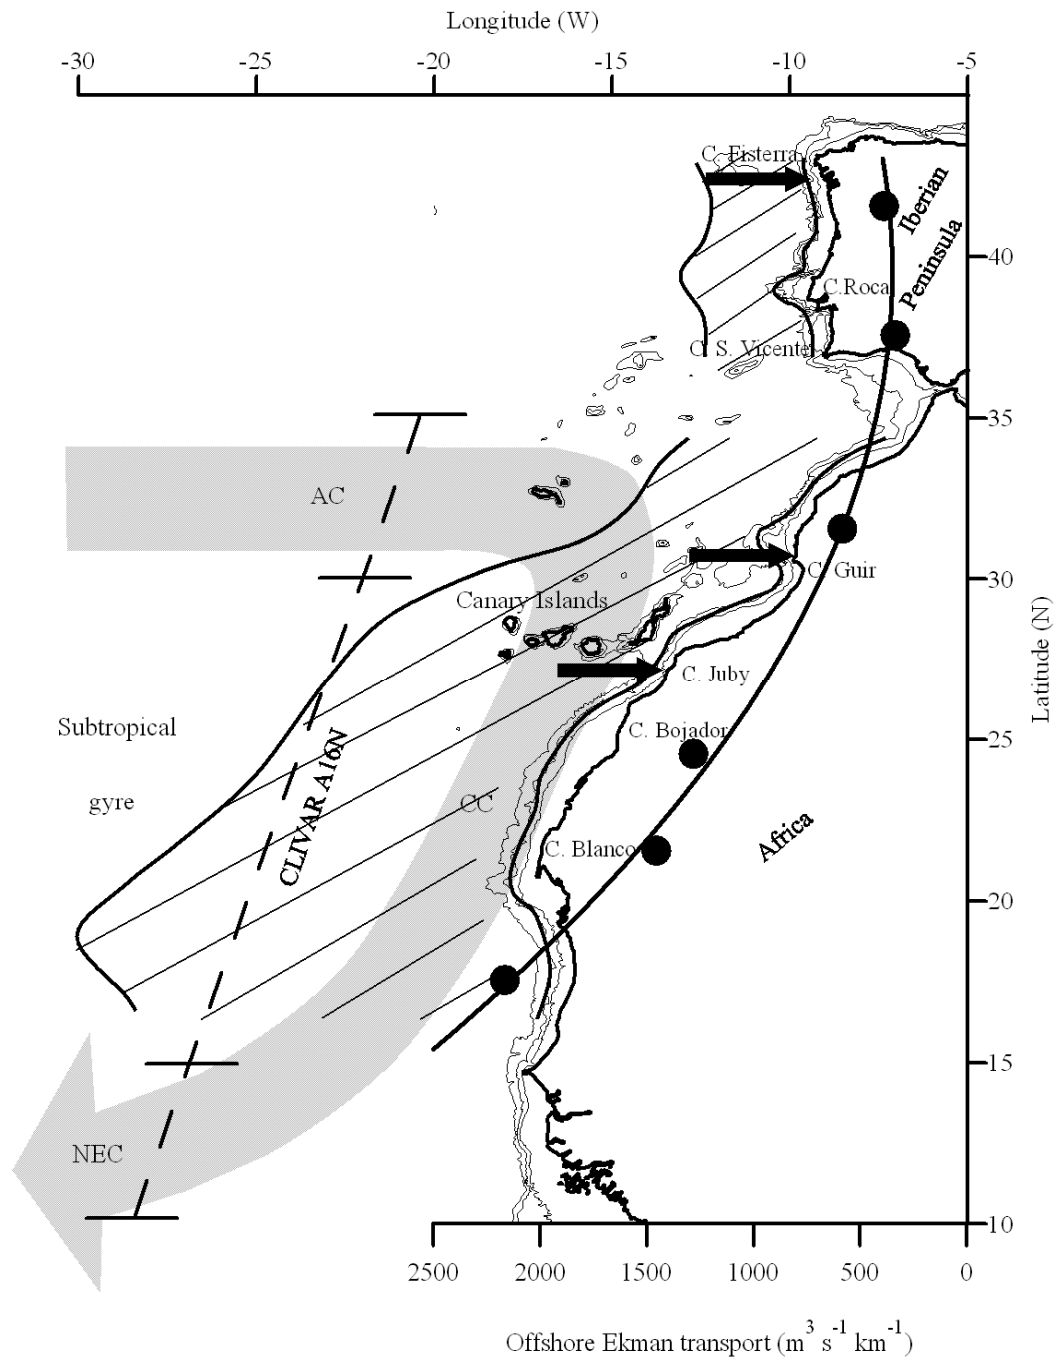 Longitude (W)
-30 -25 -20 -15 -10 -5
C. Fisterra
Iberian
Peninsula
40
C.Roca
C. S. Vicente
35
AC
C. Guir
30
Canary Islands
Latitude (N)
C. Juby
Subtropical
C. Bojador
25
CLIVAR A16N
gyre
CC
Africa
C. Blanco
20
15
NEC
10
2500 2000 1500 1000 500 0
Offshore Ekman transport (m³ s⁻¹ km⁻¹)